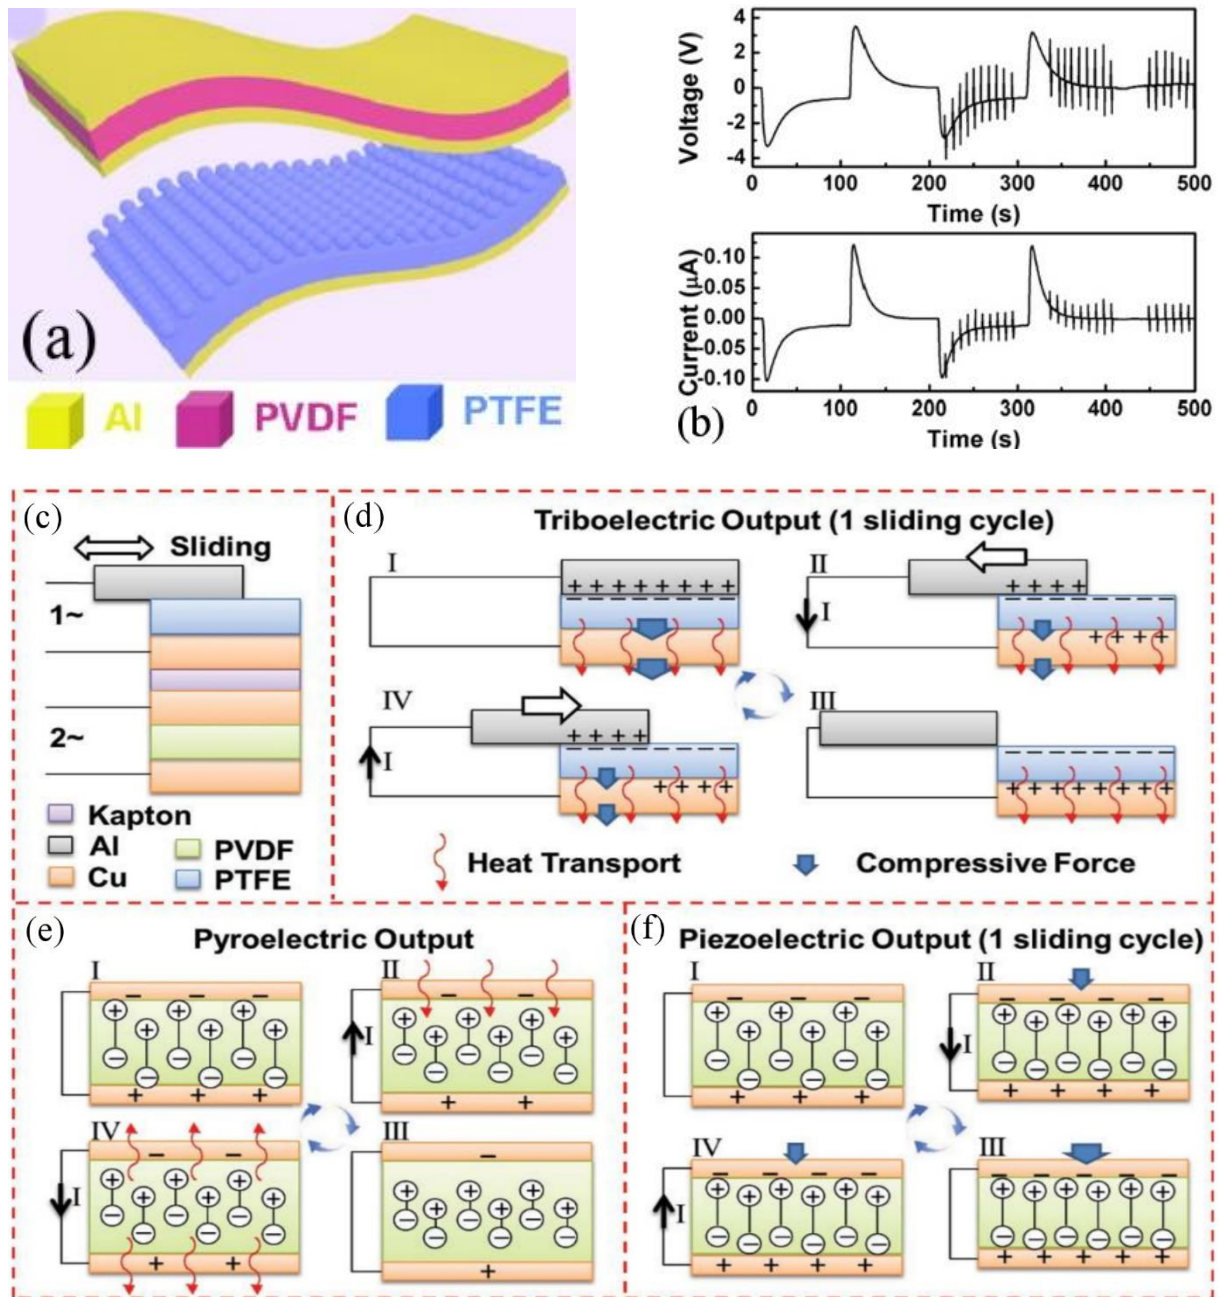 (a)
Al PVDF PTFE
4
2
0
-2
-4
Voltage (V)
0 100 200 300 400 500
Time (s)
0.10
0.05
0.00
-0.05
-0.10
Current (μA)
0 100 200 300 400 500
Time (s)
(b)
(c)
Sliding
1~
2~
Kapton
Al
Cu
PVDF
PTFE
(d)
Triboelectric Output (1 sliding cycle)
I
II
I
IV
I
III
Heat Transport
Compressive Force
(e)
Pyroelectric Output
I
II
I
IV
I
III
(f)
Piezoelectric Output (1 sliding cycle)
I
II
I
IV
I
III